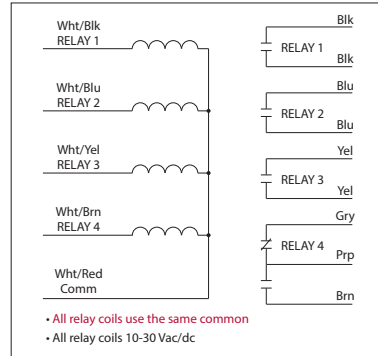 Wht/Blk
RELAY 1
Wht/Blu
RELAY 2
Wht/Yel
RELAY 3
Wht/Brn
RELAY 4
Wht/Red
Comm
Blk
RELAY 1
Blk
Blu
RELAY 2
Blu
Yel
RELAY 3
Yel
Gry
RELAY 4
Prp
Brn
• All relay coils use the same common
• All relay coils 10-30 Vac/dc